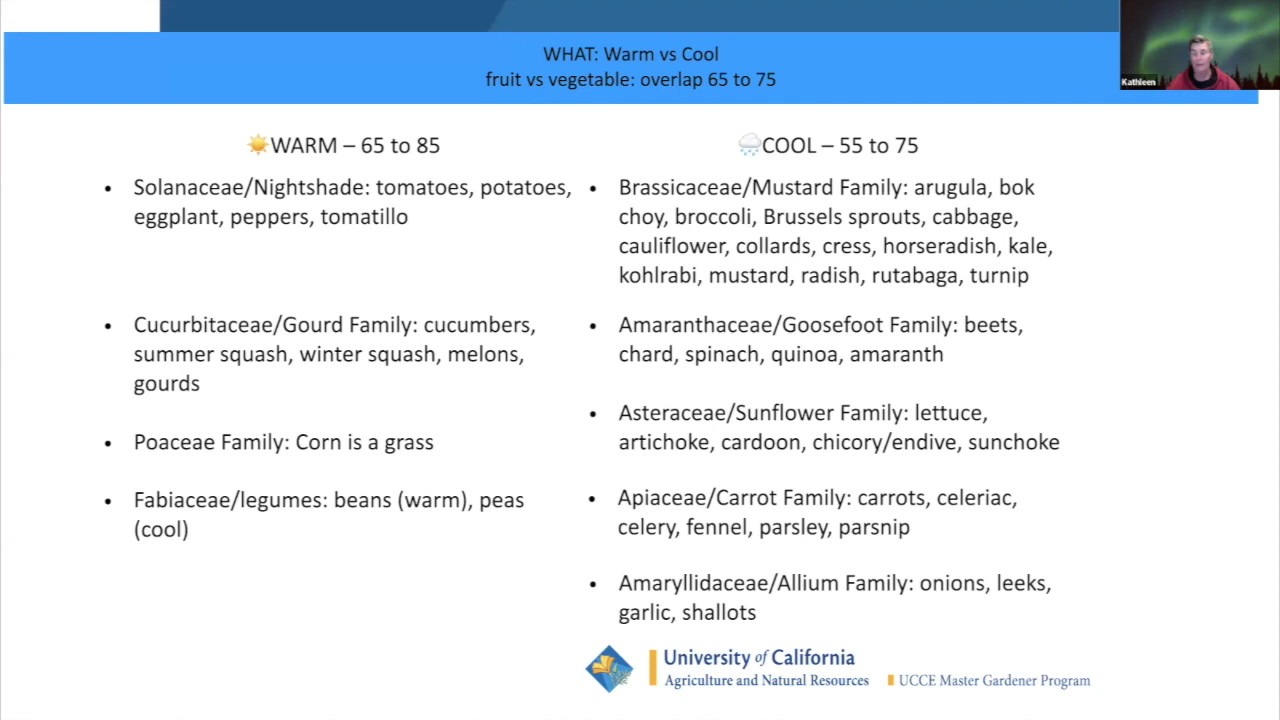 WHAT: Warm vs Cool
fruit vs vegetable: overlap 65 to 75
Kathleen
☀️WARM – 65 to 85
• Solanaceae/Nightshade: tomatoes, potatoes,
eggplant, peppers, tomatillo
• Cucurbitaceae/Gourd Family: cucumbers,
summer squash, winter squash, melons,
gourds
• Poaceae Family: Corn is a grass
• Fabiaceae/legumes: beans (warm), peas
(cool)
🌧️COOL – 55 to 75
• Brassicaceae/Mustard Family: arugula, bok
choy, broccoli, Brussels sprouts, cabbage,
cauliflower, collards, cress, horseradish, kale,
kohlrabi, mustard, radish, rutabaga, turnip
• Amaranthaceae/Goosefoot Family: beets,
chard, spinach, quinoa, amaranth
• Asteraceae/Sunflower Family: lettuce,
artichoke, cardoon, chicory/endive, sunchoke
• Apiaceae/Carrot Family: carrots, celeriac,
celery, fennel, parsley, parsnip
• Amaryllidaceae/Allium Family: onions, leeks,
garlic, shallots
University of California
Agriculture and Natural Resources
UCCE Master Gardener Program